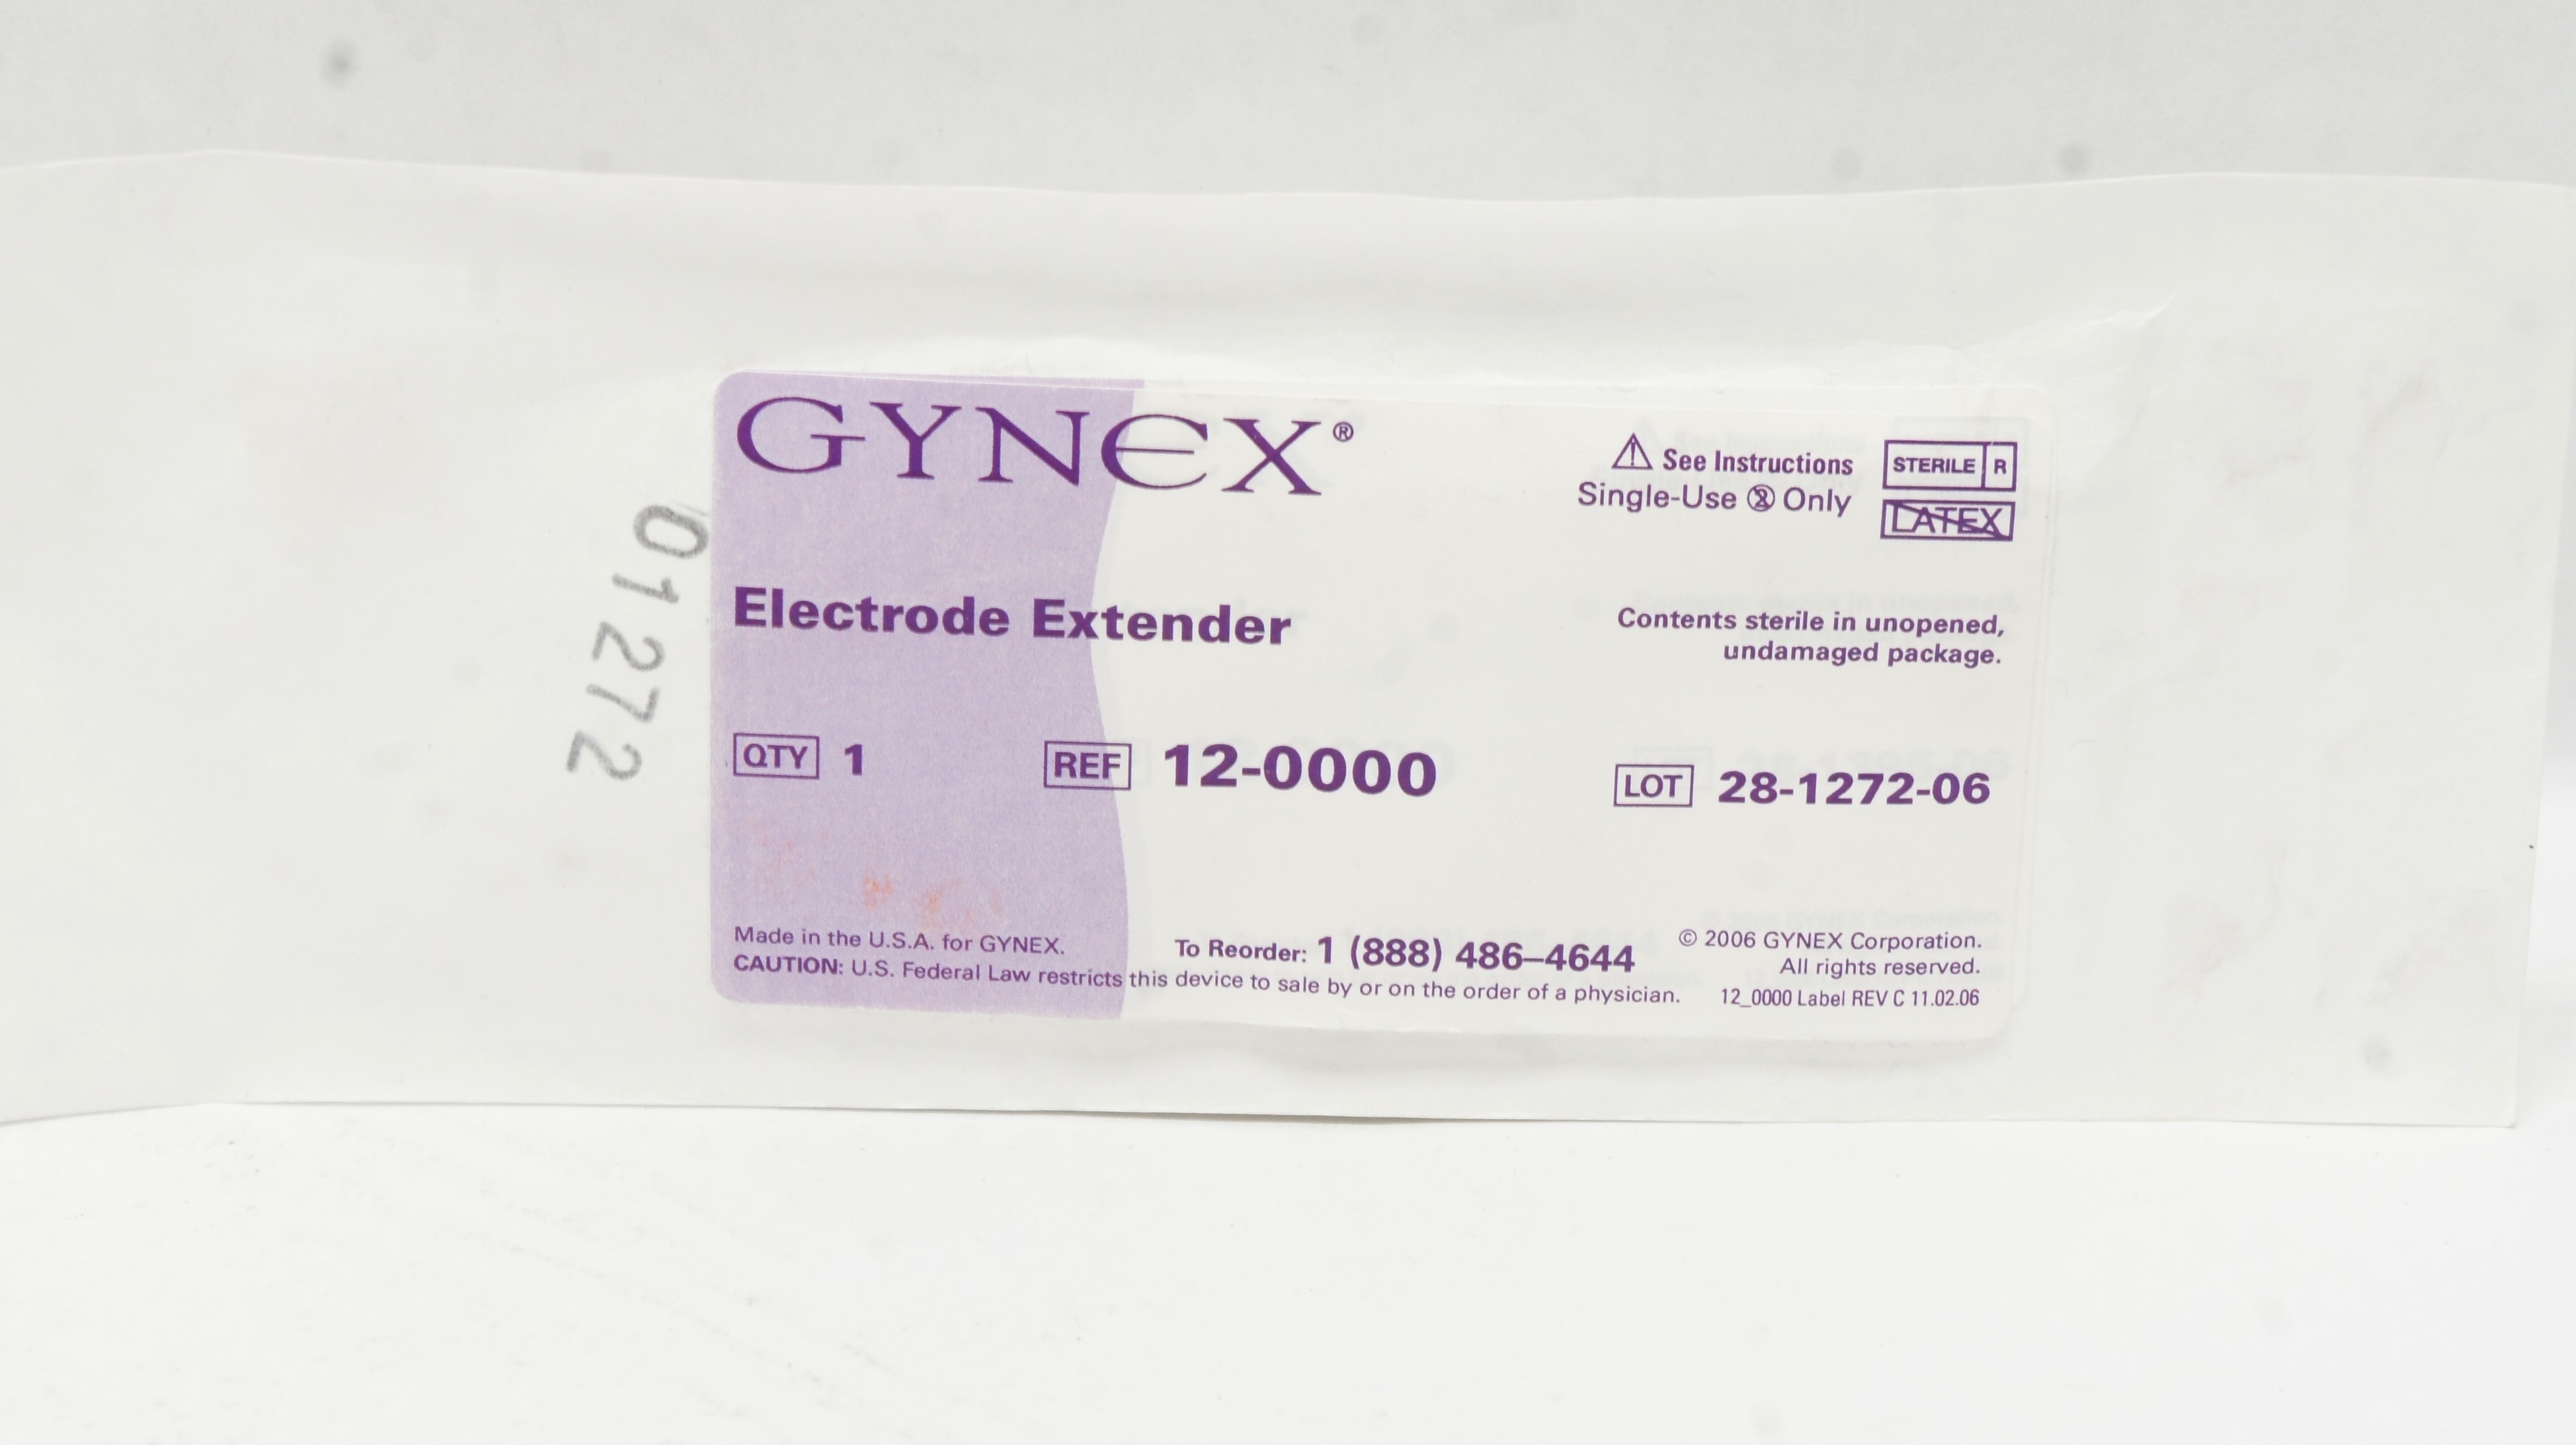 GYNEX®
⚠ See Instructions
Single-Use ② Only
STERILE R
LATEX
01272
Electrode Extender
Contents sterile in unopened,
undamaged package.
QTY 1
REF 12-0000
LOT 28-1272-06
Made in the U.S.A. for GYNEX.
To Reorder: 1 (888) 486–4644
CAUTION: U.S. Federal Law restricts this device to sale by or on the order of a physician.
© 2006 GYNEX Corporation.
All rights reserved.
12_0000 Label REV C 11.02.06